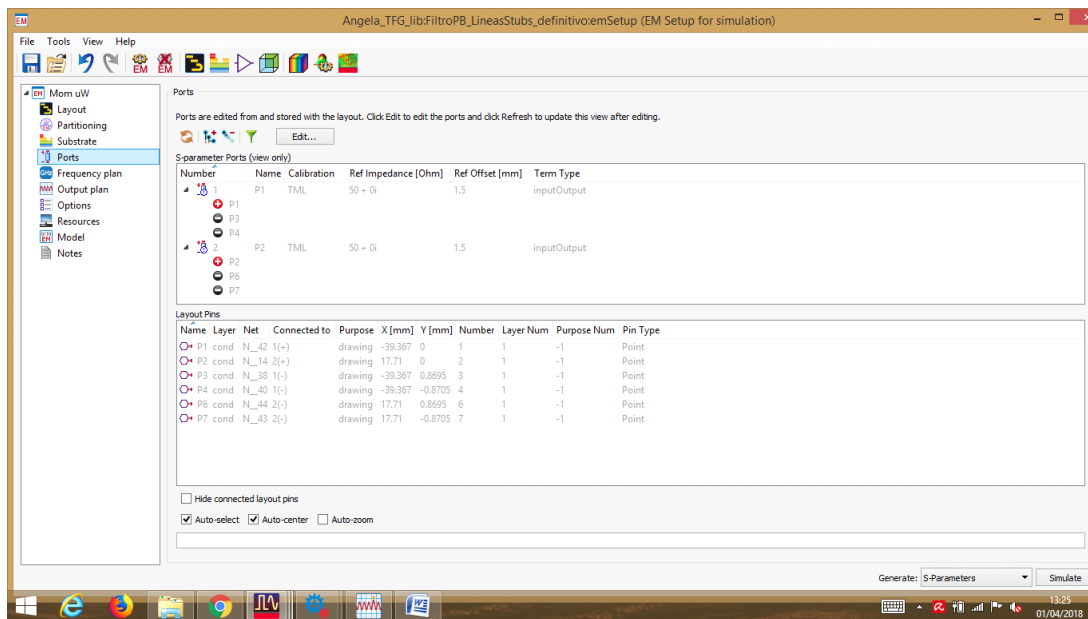 EM Angela_TFG_lib:FiltroPB_LineasStubs_definitivo:emSetup (EM Setup for simulation)
File Tools View Help
EM EM
EM Mom uW
Layout
Partitioning
Substrate
Ports
GHz Frequency plan
Output plan
Options
Resources
EM Model
Notes
Ports
Ports are edited from and stored with the layout. Click Edit to edit the ports and click Refresh to update this view after editing.
Edit...
S-parameter Ports (view only)
Number Name Calibration Ref Impedance [Ohm] Ref Offset [mm] Term Type
1 P1 TML 50 + 0i 1.5 inputOutput
P1
P3
P4
2 P2 TML 50 + 0i 1.5 inputOutput
P2
P6
P7
Layout Pins
Name Layer Net Connected to Purpose X [mm] Y [mm] Number Layer Num Purpose Num Pin Type
P1 cond N__42 1(+) drawing -39.367 0 1 1 -1 Point
P2 cond N__14 2(+) drawing 17.71 0 2 1 -1 Point
P3 cond N__38 1(-) drawing -39.367 0.8695 3 1 -1 Point
P4 cond N__40 1(-) drawing -39.367 -0.8705 4 1 -1 Point
P6 cond N__44 2(-) drawing 17.71 0.8695 6 1 -1 Point
P7 cond N__43 2(-) drawing 17.71 -0.8705 7 1 -1 Point
Hide connected layout pins
Auto-select Auto-center Auto-zoom
Generate: S-Parameters Simulate
13:25
01/04/2018